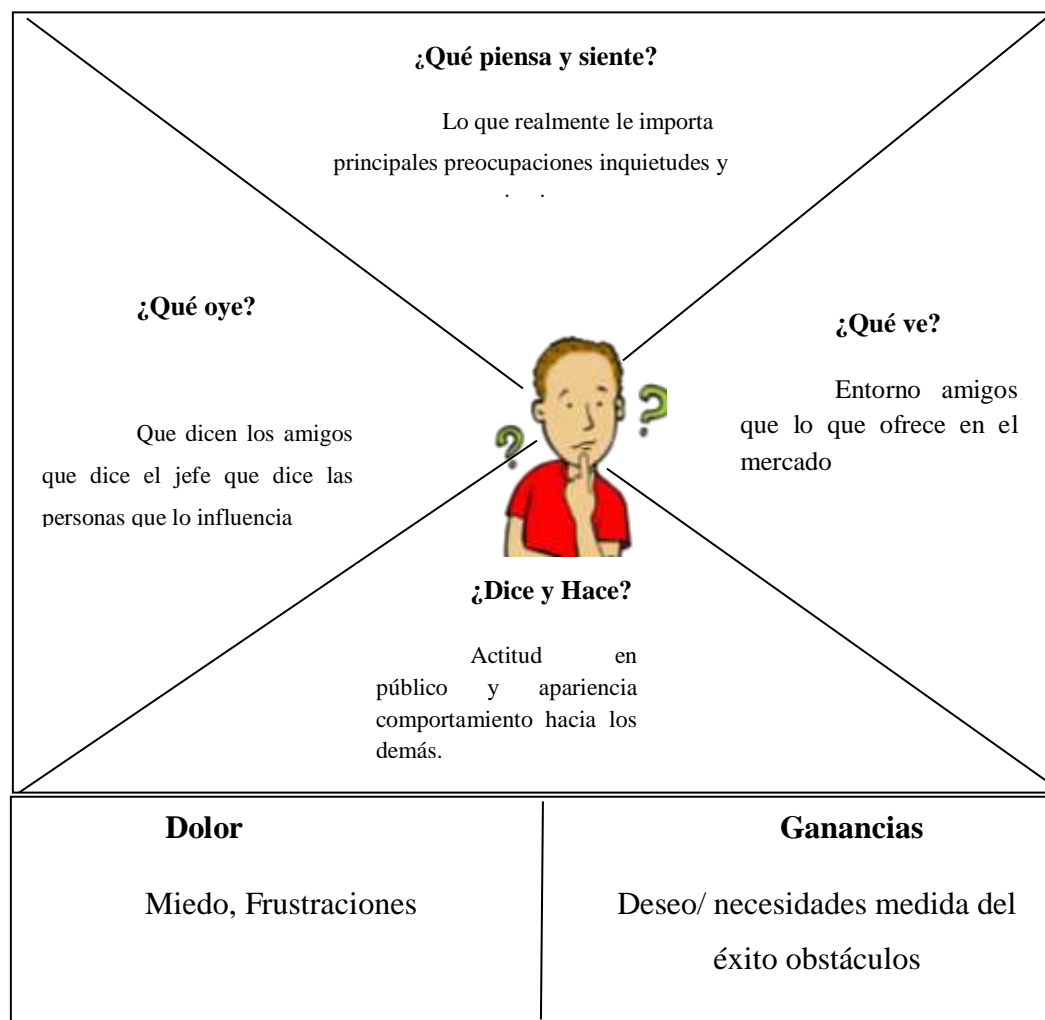 ¿Qué piensa y siente?
Lo que realmente le importa
principales preocupaciones inquietudes y
¿Qué oye?
¿Qué ve?
Que dicen los amigos
que dice el jefe que dice las
personas que lo influencia
Entorno amigos
que lo que ofrece en el
mercado
? ?
¿Dice y Hace?
Actitud en
público y apariencia
comportamiento hacia los
demás.
Dolor
Miedo, Frustraciones
Ganancias
Deseo/ necesidades medida del
éxito obstáculos